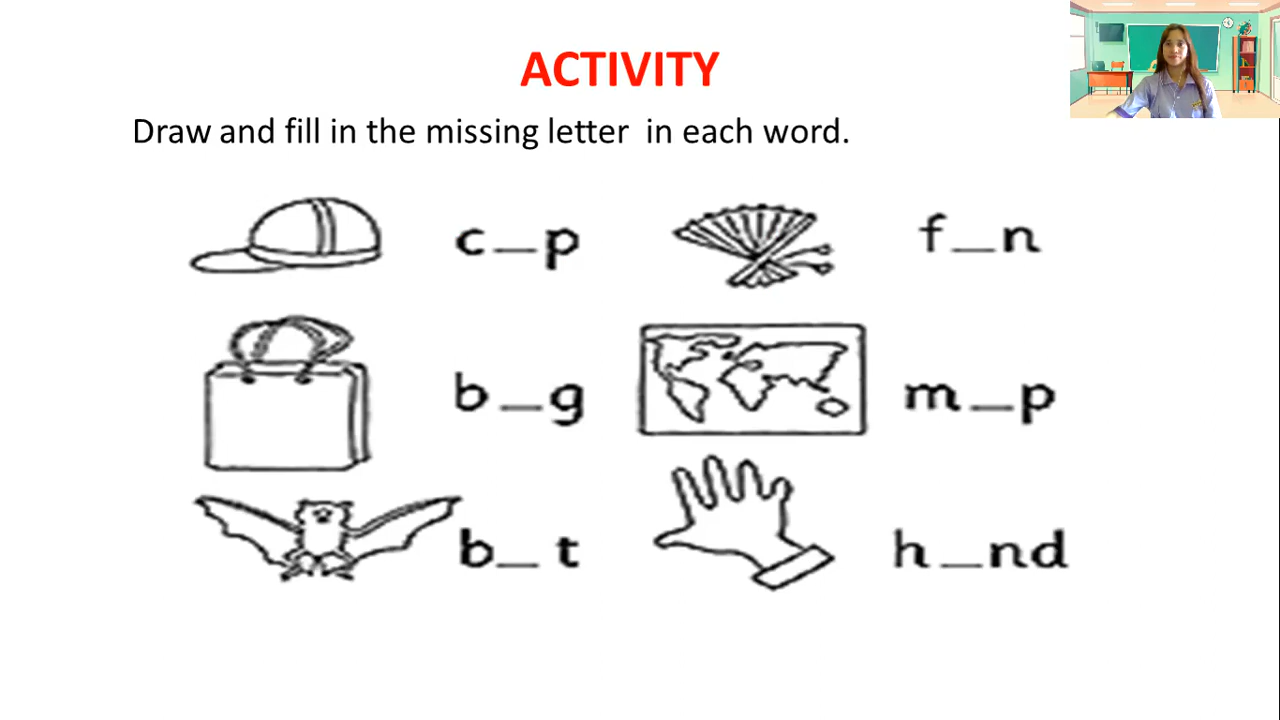 ACTIVITY
Draw and fill in the missing letter in each word.
c_p
f_n
b_g
m_p
b_t
h_nd